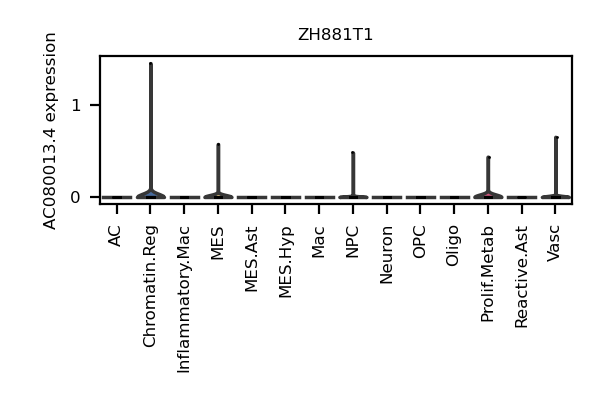 ZH881T1
AC080013.4 expression
1
0
AC
Chromatin.Reg
Inflammatory.Mac
MES
MES.Ast
MES.Hyp
Mac
NPC
Neuron
OPC
Oligo
Prolif.Metab
Reactive.Ast
Vasc